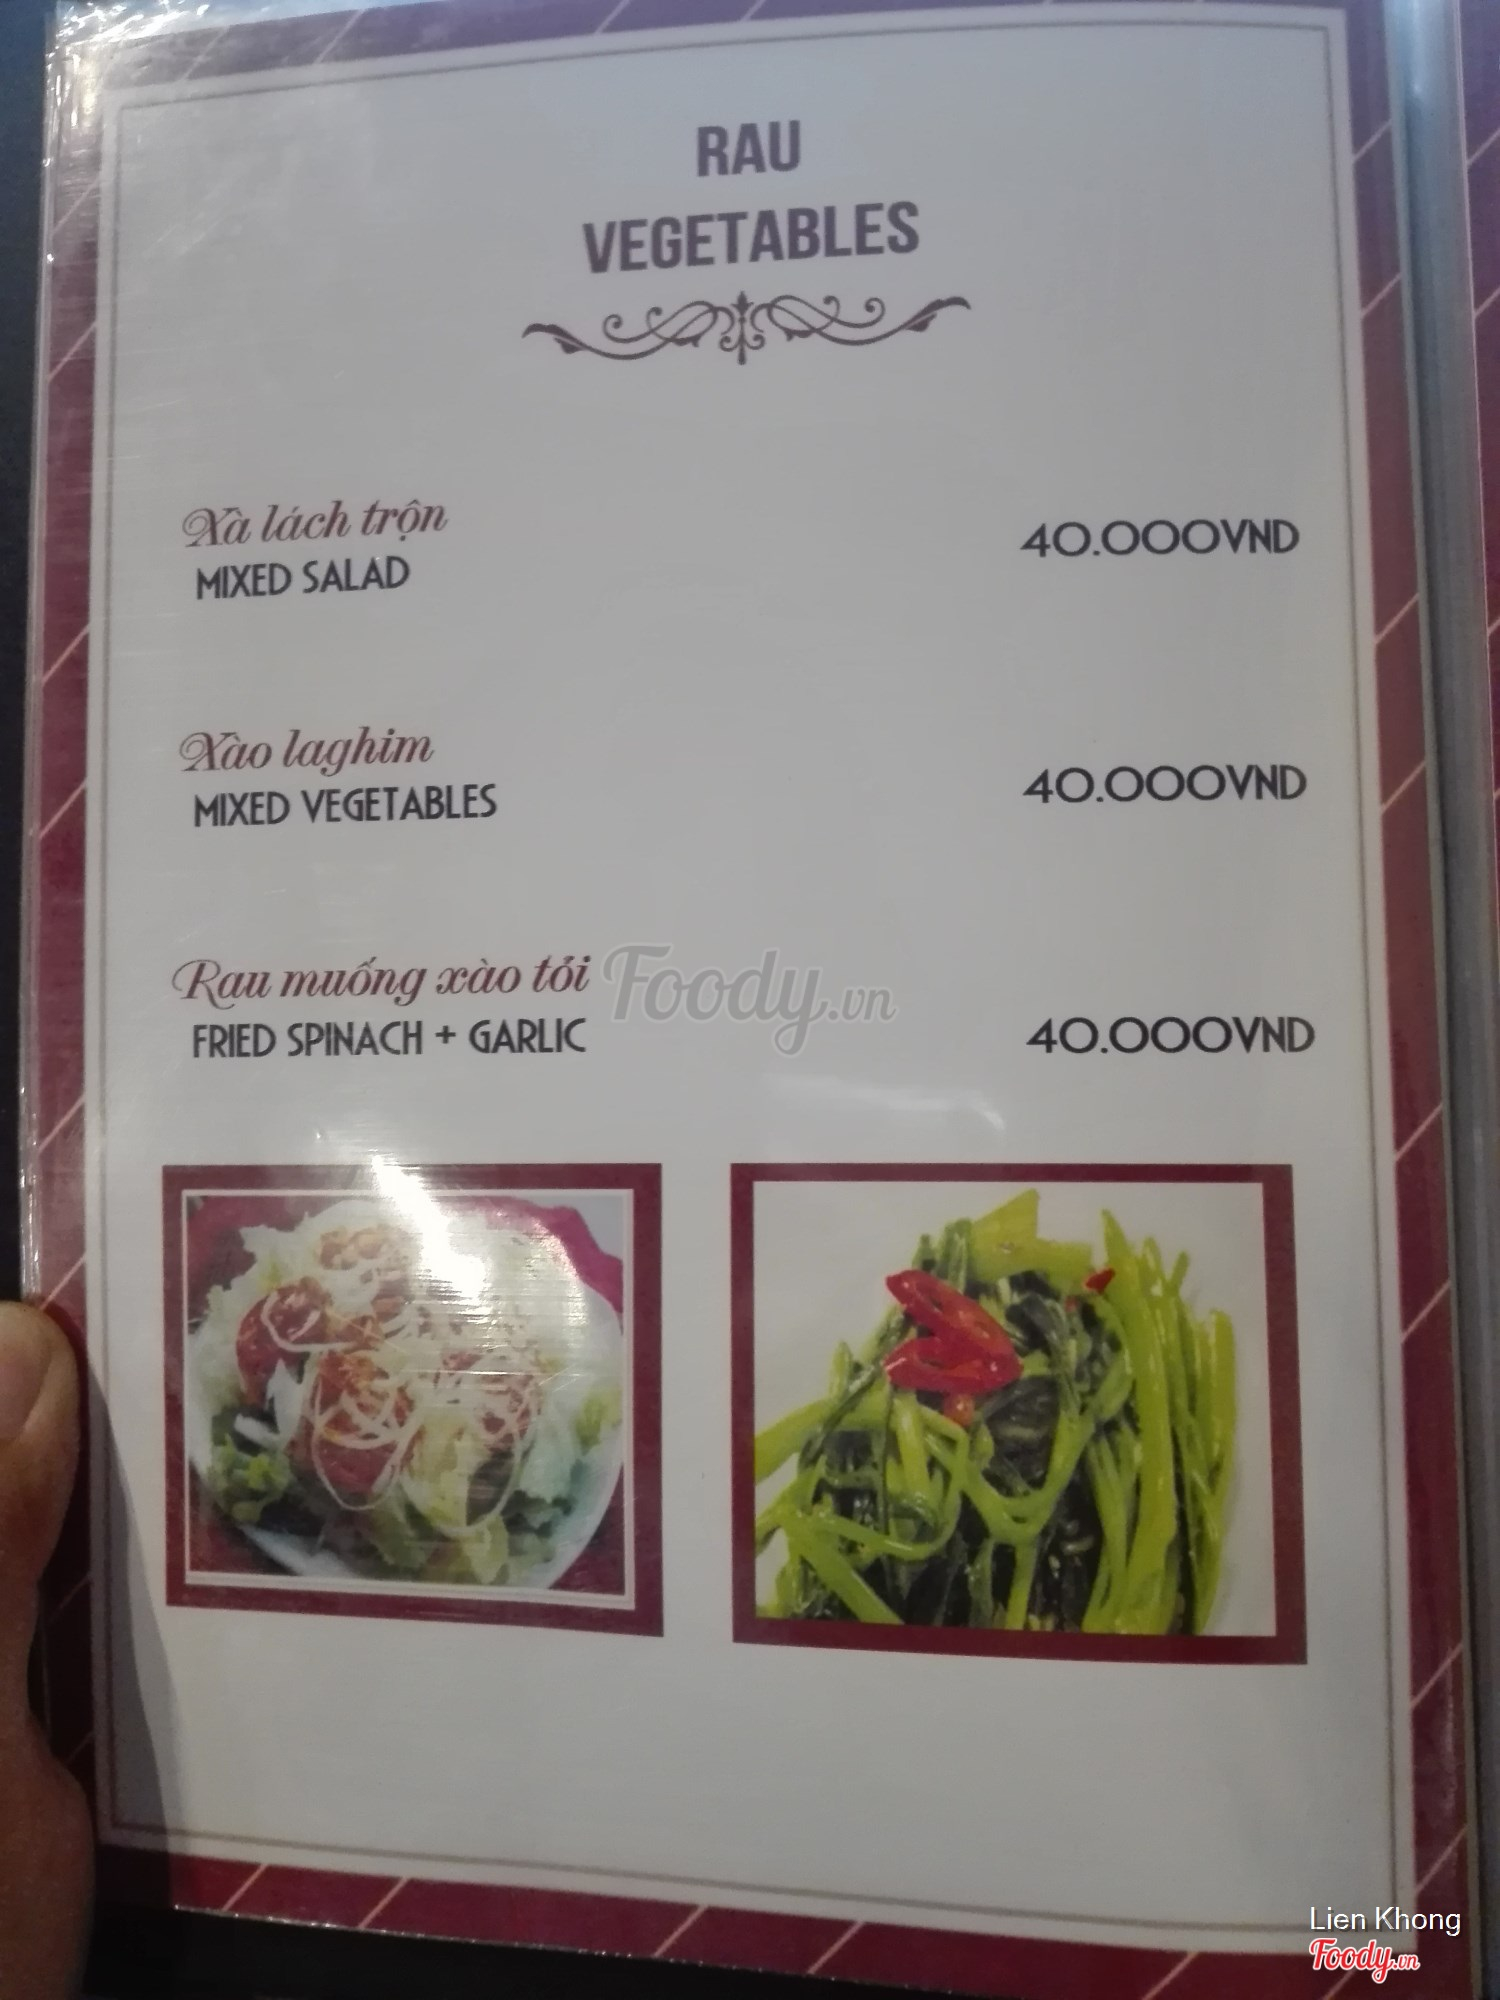 RAU
VEGETABLES
Xà lách trộn
MIXED SALAD
40.000VND
Xào laghim
MIXED VEGETABLES
40.000VND
Rau muống xào tỏi
FRIED SPINACH + GARLIC
40.000VND
Foody.vn
Lien Khong
Foody.vn